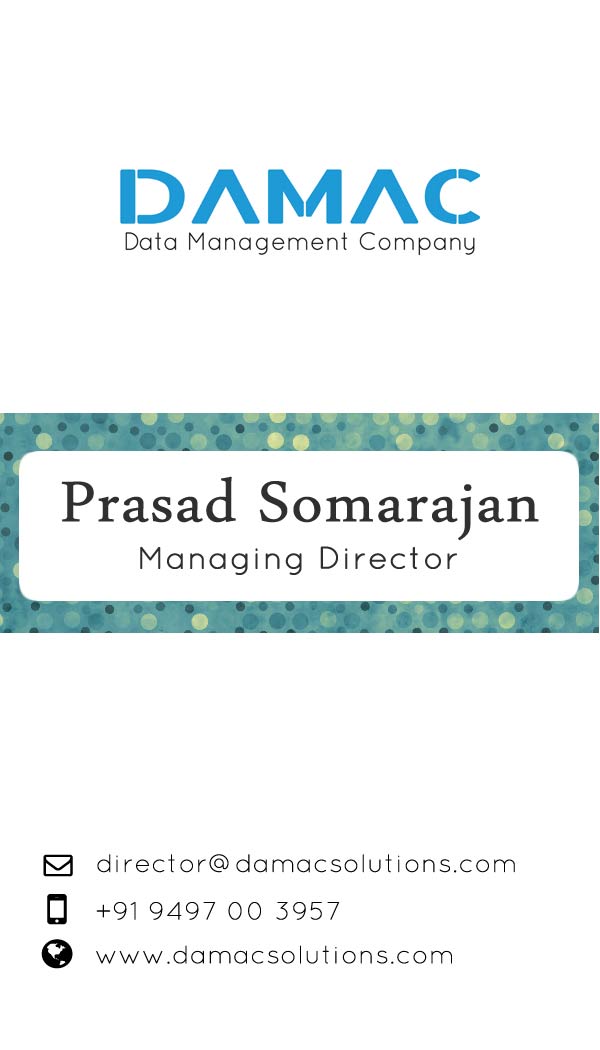 DAMAC
Data Management Company
Prasad Somarajan
Managing Director
director@damacsolutions.com
+91 9497 00 3957
www.damacsolutions.com